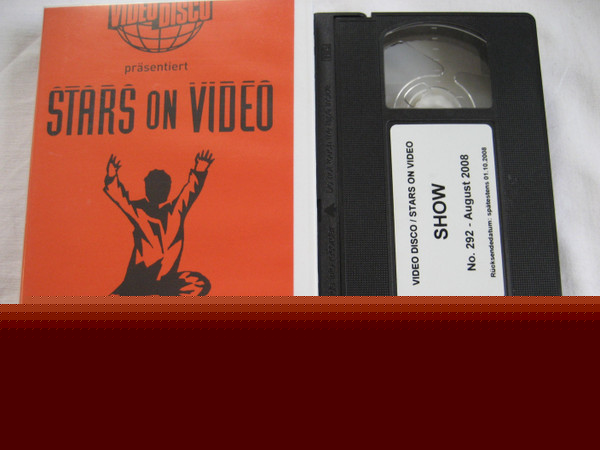 VIDEO DISCO
präsentiert
STARS ON VIDEO
VIDEO DISCO / STARS ON VIDEO
SHOW
No. 292 - August 2008
Rücksendedatum: spätestens 01.10.2008